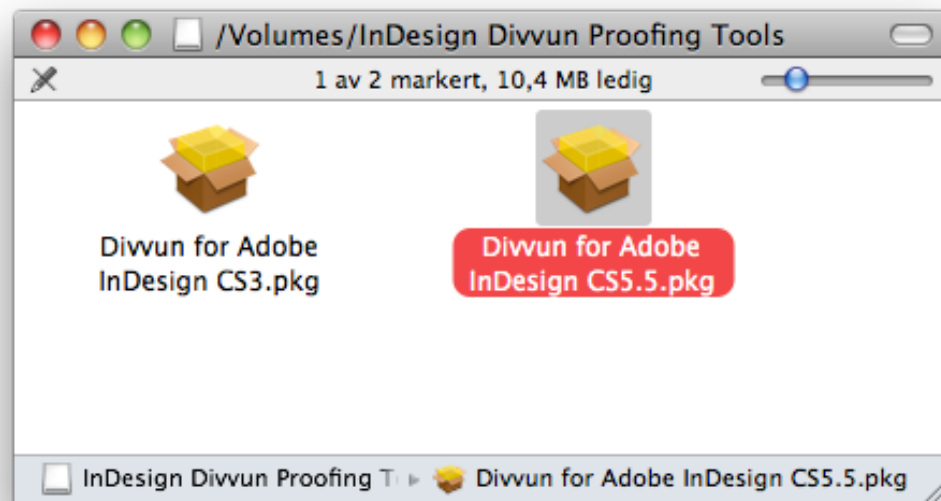 /Volumes/InDesign Divvun Proofing Tools
1 av 2 markert, 10,4 MB ledig
Divvun for Adobe
InDesign CS3.pkg
Divvun for Adobe
InDesign CS5.5.pkg
InDesign Divvun Proofing T
Divvun for Adobe InDesign CS5.5.pkg